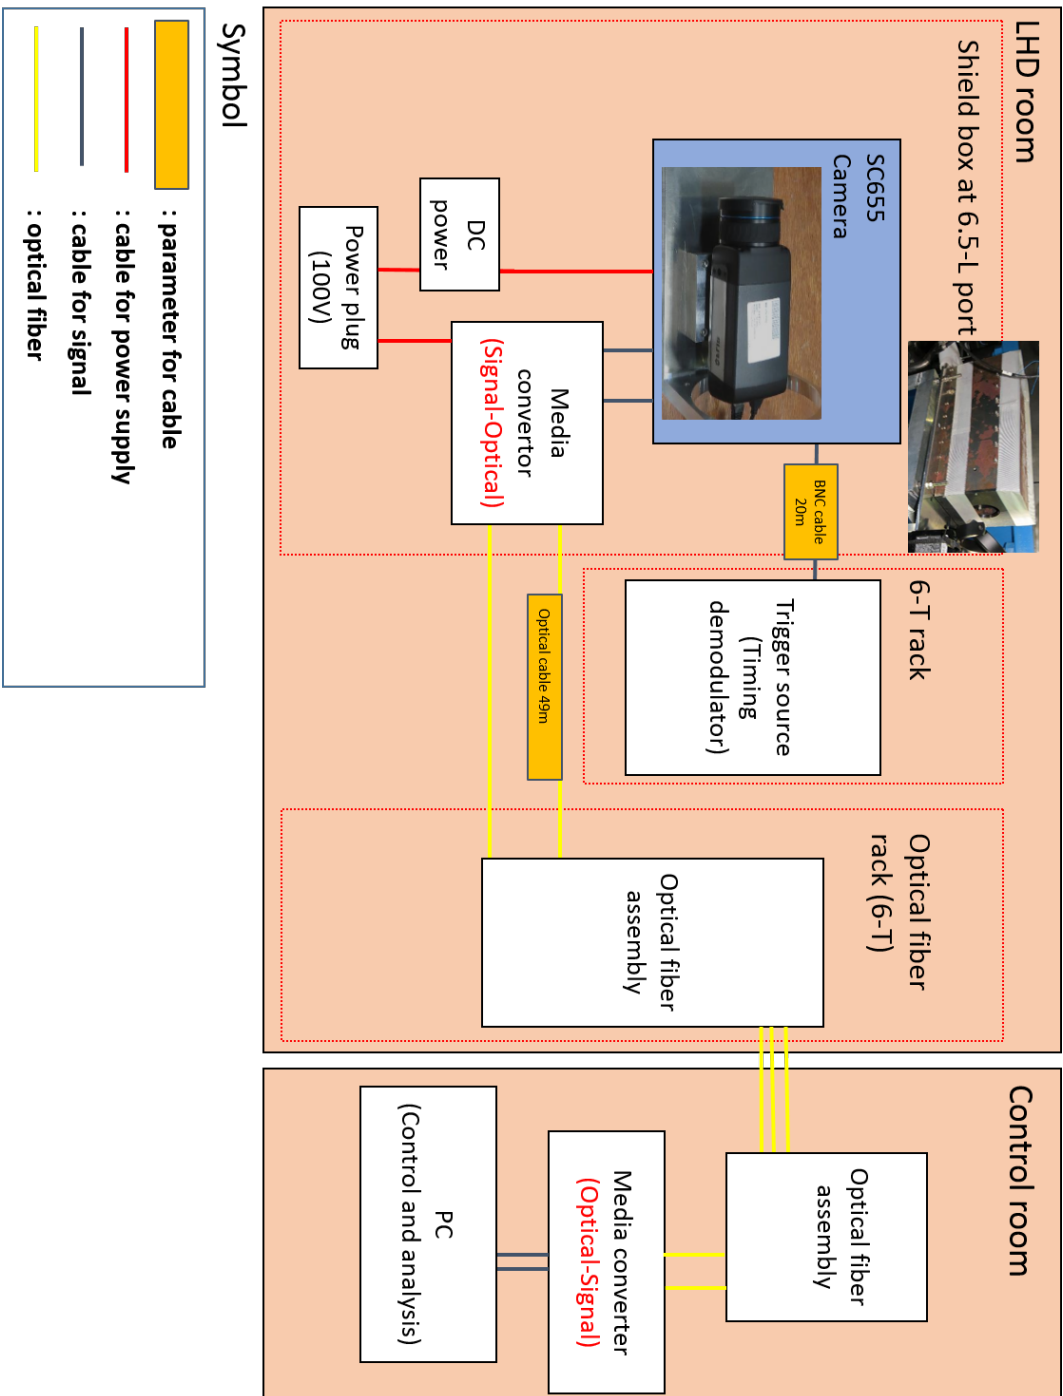 LHD room
Shield box at 6.5-L port
SC655
Camera
DC
power
Power plug
(100V)
Media
convertor
(Signal-Optical)
BNC cable
20m
6-T rack
Trigger source
(Timing
demodulator)
Optical cable 49m
Optical fiber
rack (6-T)
Optical fiber
assembly
Control room
Optical fiber
assembly
Media converter
(Optical-Signal)
PC
(Control and analysis)
Symbol
: parameter for cable
: cable for power supply
: cable for signal
: optical fiber